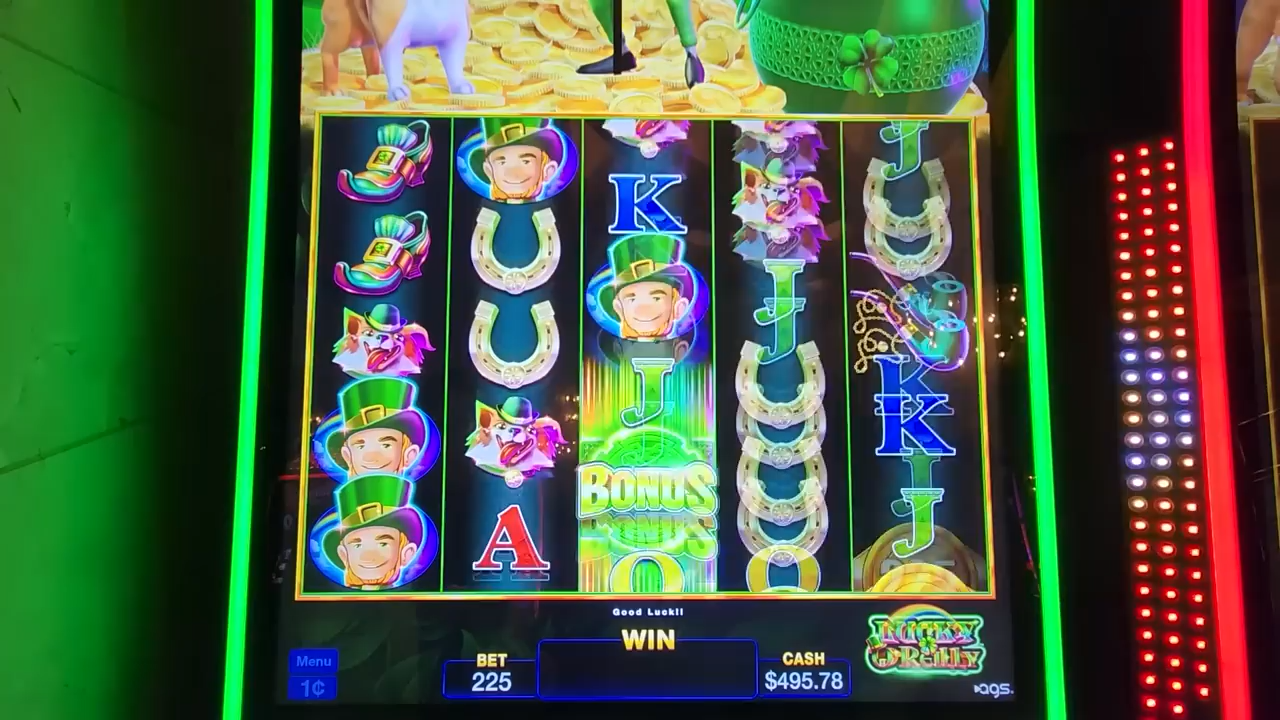 K
J
J
J
BONUS
K
K
J
A
O
O
Good Luck!!
WIN
LUCKY
O'Reilly
Menu
1¢
BET
225
CASH
$495.78
ags.